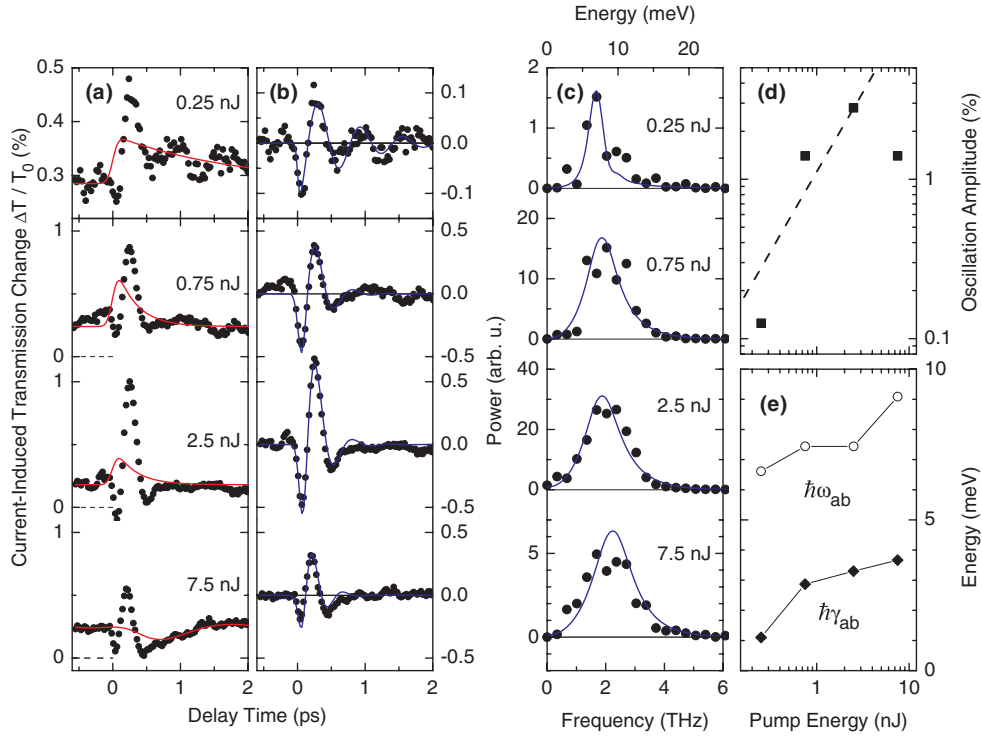 Energy (meV)
0 10 20
(a)
(b)
(c)
(d)
(e)
Current-Induced Transmission Change ΔT / T0 (%)
0.5
0.4
0.3
1
0
1
0
1
0
0.25 nJ
0.75 nJ
2.5 nJ
7.5 nJ
0.1
0.0
-0.1
0.5
0.0
-0.5
0.5
0.0
-0.5
0.0
-0.5
0 1 2
0 1 2
Delay Time (ps)
Power (arb. u.)
2
1
0
20
10
0
40
20
0
5
0
0.25 nJ
0.75 nJ
2.5 nJ
7.5 nJ
0 2 4 6
Frequency (THz)
Oscillation Amplitude (%)
1
0.1
Energy (meV)
10
5
0
ħωab
ħγab
1 10
Pump Energy (nJ)